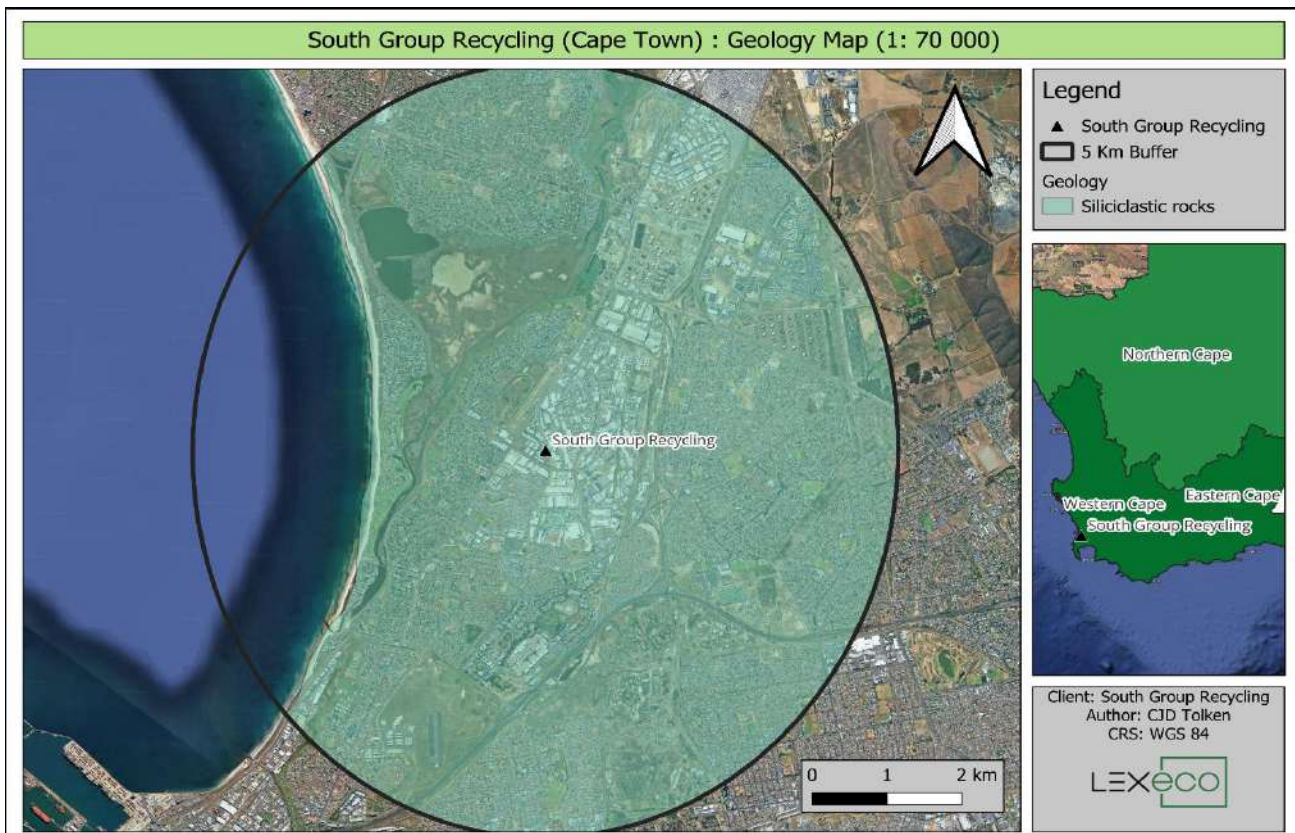 South Group Recycling (Cape Town) : Geology Map (1: 70 000)
South Group Recycling
0 1 2 km
Legend
South Group Recycling
5 Km Buffer
Geology
Siliciclastic rocks
Northern Cape
Eastern Cape
Western Cape
South Group Recycling
Client: South Group Recycling
Author: CJD Tolken
CRS: WGS 84
LEXeco